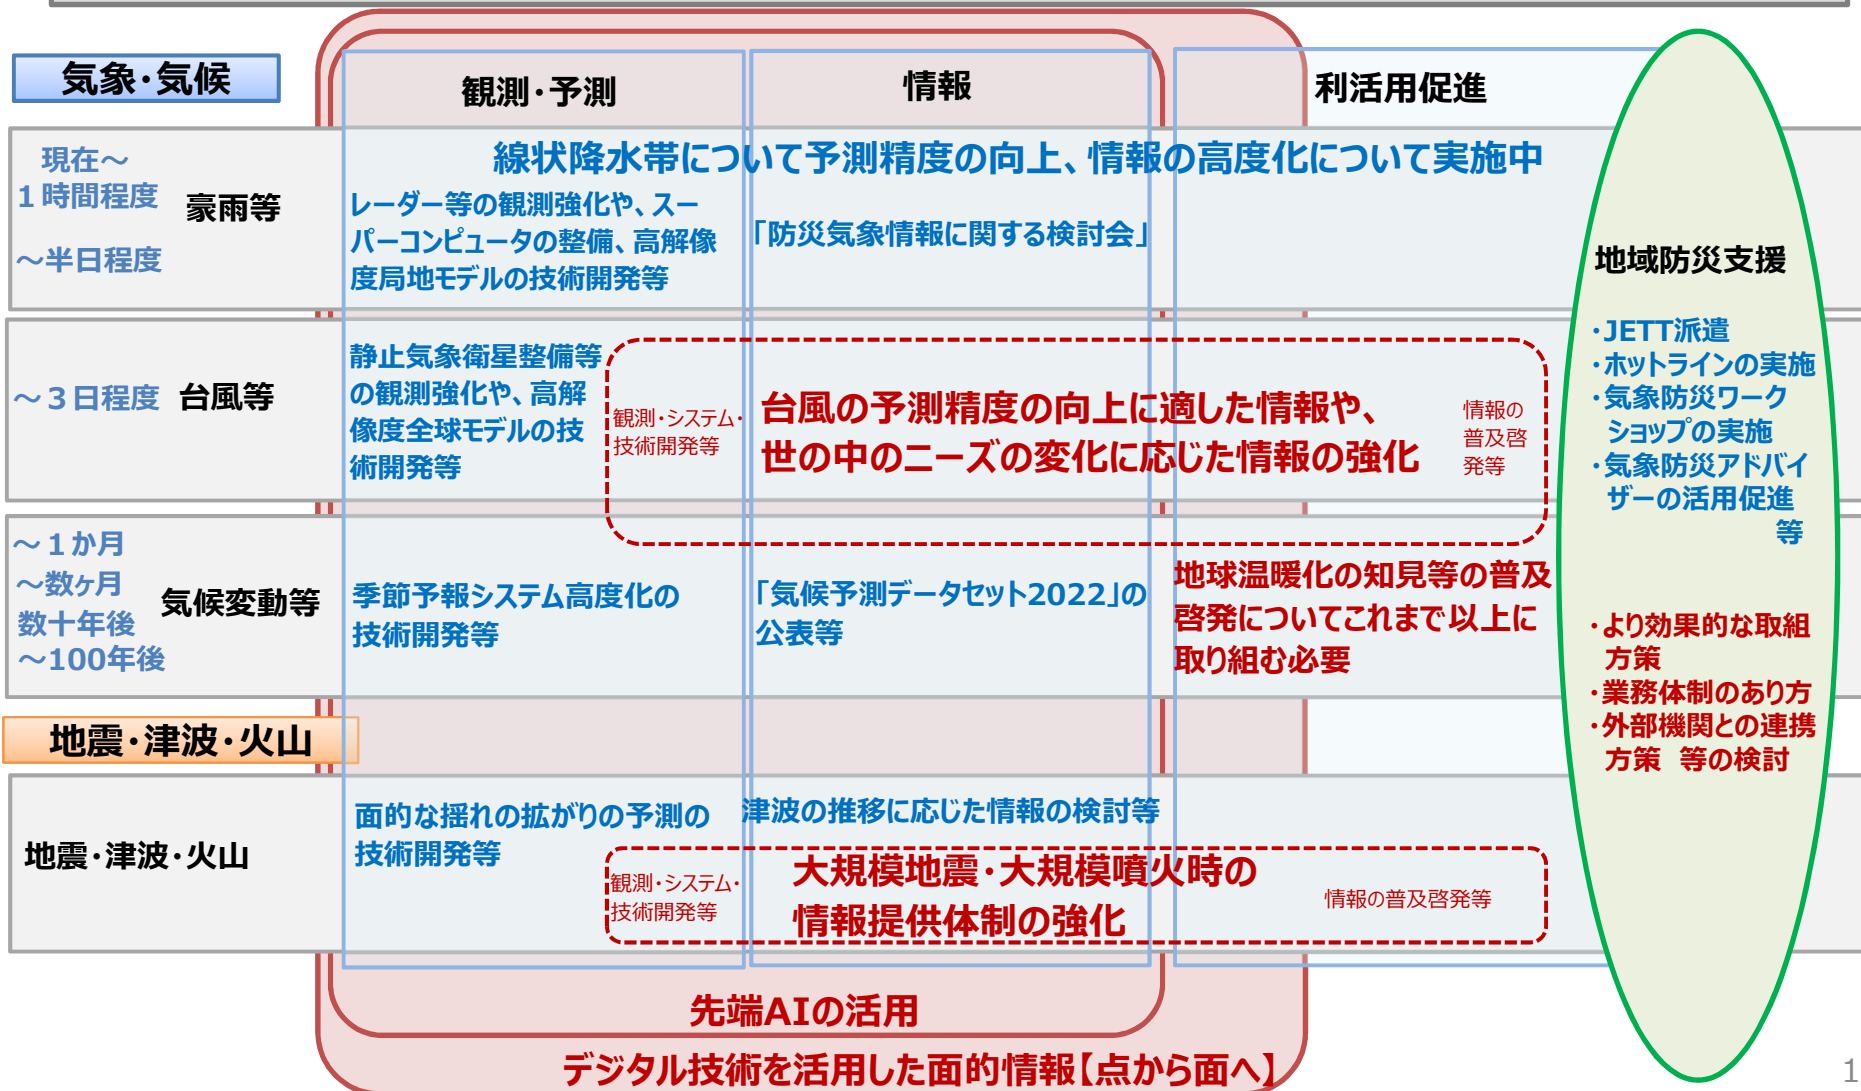 気象・気候
観測・予測
情報
利活用促進
現在～
１時間程度
～半日程度
豪雨等
線状降水帯について予測精度の向上、情報の高度化について実施中
レーダー等の観測強化や、スー
パーコンピュータの整備、高解像
度局地モデルの技術開発等
「防災気象情報に関する検討会」
～３日程度
台風等
静止気象衛星整備等
の観測強化や、高解
像度全球モデルの技
術開発等
観測・システム・
技術開発等
台風の予測精度の向上に適した情報や、
世の中のニーズの変化に応じた情報の強化
情報の
普及啓
発等
～１か月
～数ヶ月
数十年後
～100年後
気候変動等
季節予報システム高度化の
技術開発等
「気候予測データセット2022」の
公表等
地球温暖化の知見等の普及
啓発についてこれまで以上に
取り組む必要
地域防災支援
・JETT派遣
・ホットラインの実施
・気象防災ワーク
ショップの実施
・気象防災アドバイ
ザーの活用促進
等
・より効果的な取組
方策
・業務体制のあり方
・外部機関との連携
方策　等の検討
地震・津波・火山
地震・津波・火山
面的な揺れの拡がりの予測の
技術開発等
津波の推移に応じた情報の検討等
観測・システム・
技術開発等
大規模地震・大規模噴火時の
情報提供体制の強化
情報の普及啓発等
先端AIの活用
デジタル技術を活用した面的情報【点から面へ】
1